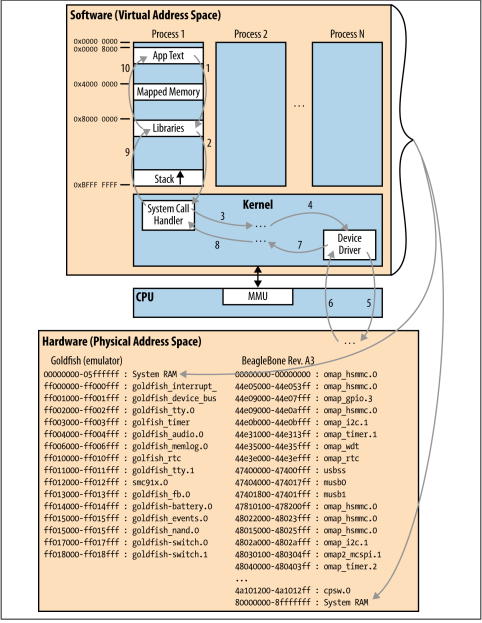 Software (Virtual Address Space)
Process 1
Process 2
Process N
0x0000 0000
0x0000 8000
App Text
10
1
0x4000 0000
Mapped Memory
...
0x8000 0000
Libraries
9
2
Stack
0xBFFF FFFF
Kernel
System Call
Handler
3
...
4
8
...
7
Device
Driver
CPU
MMU
6
5
...
Hardware (Physical Address Space)
Goldfish (emulator)
00000000-05ffffff : System RAM
ff000000-ff000fff : goldfish_interrupt_
ff001000-ff001fff : goldfish_device_bus
ff002000-ff002fff : goldfish_tty.0
ff003000-ff003fff : golfish_timer
ff004000-ff004fff : goldfish_audio.0
ff006000-ff006fff : goldfish_memlog.0
ff010000-ff010fff : golfish_rtc
ff011000-ff011fff : goldfish_tty.1
ff012000-ff012fff : smc91x.0
ff013000-ff013fff : goldfish_fb.0
ff014000-ff014fff : goldfish-battery.0
ff015000-ff015fff : goldfish_events.0
ff015000-ff015fff : goldfish_nand.0
ff017000-ff017fff : goldfish-switch.0
ff018000-ff018fff : goldfish-switch.1
BeagleBone Rev. A3
00000000-00000000 : omap_hsmmc.0
44e05000-44e053ff : omap_hsmmc.0
44e09000-44e07fff : omap_gpio.3
44e09000-44e0afff : omap_hsmmc.0
44e0b000-44e0bfff : omap_i2c.1
44e31000-44e313ff : omap_timer.1
44e35000-44e35fff : omap_wdt
44e3e000-44e3efff : omap_rtc
47400000-47400fff : usbss
47404000-474017ff : musb0
47401800-47401fff : musb1
47810100-478200ff : omap_hsmmc.0
48022000-48023fff : omap_hsmmc.0
48015000-48025fff : omap_hsmmc.0
4802a000-4802afff : omap_i2c.1
48030100-480304ff : omap2_mcspi.1
48040000-480403ff : omap_timer.2
...
4a101200-4a1012ff : cpsw.0
80000000-8fffffff : System RAM